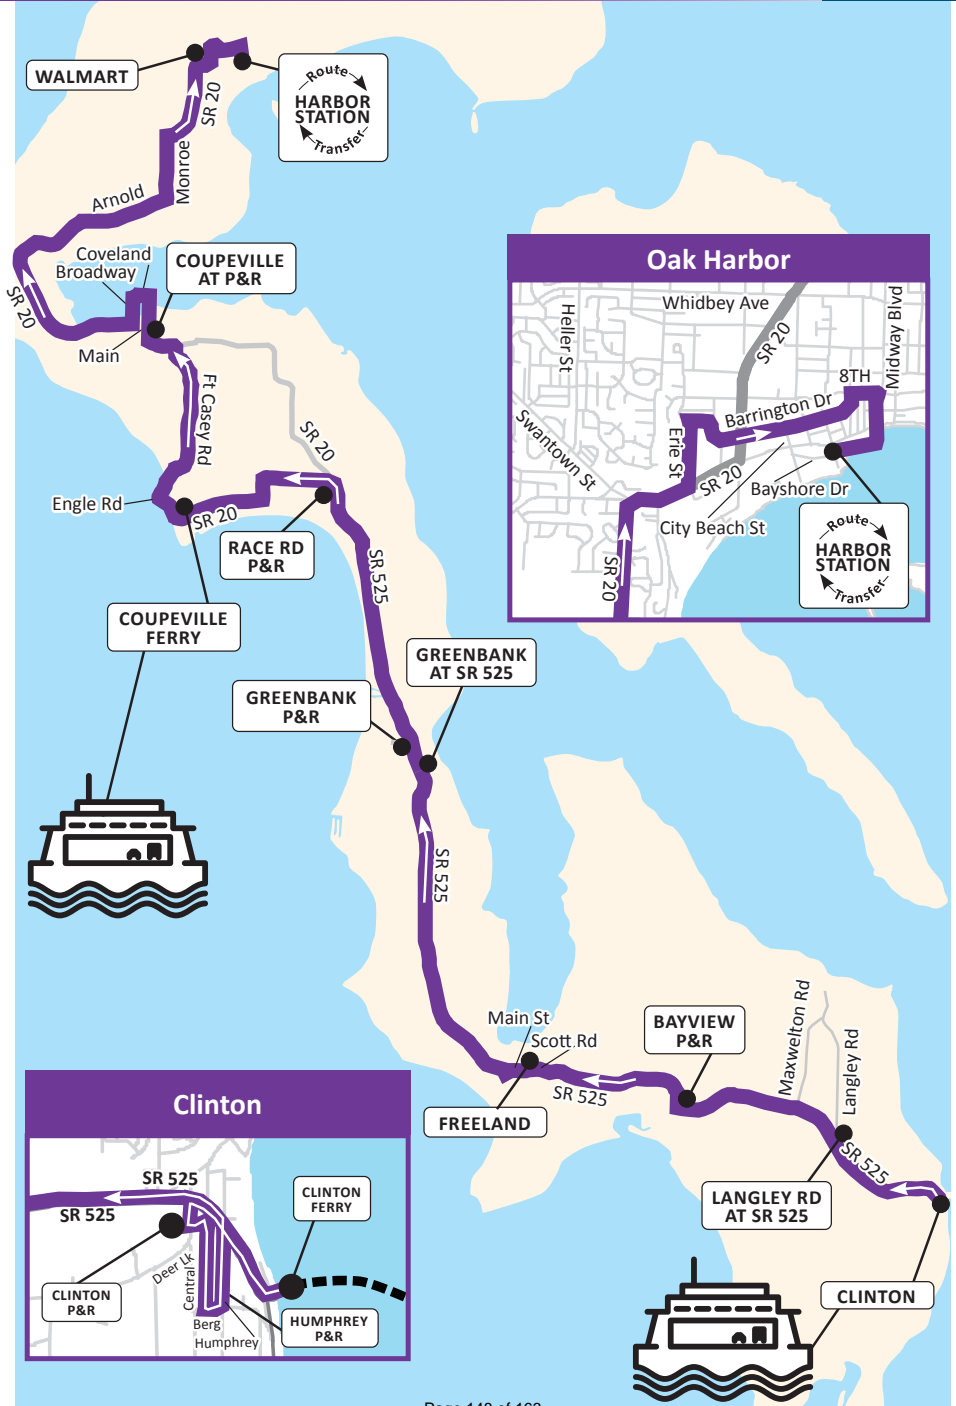 WALMART
Route
HARBOR
STATION
Transfer
SR 20
Monroe
Arnold
Coveland
Broadway
COUPEVILLE
AT P&R
SR 20
Main
Ft Casey Rd
SR 20
Engle Rd
SR 20
RACE RD
P&R
SR 525
COUPEVILLE
FERRY
GREENBANK
AT SR 525
GREENBANK
P&R
SR 525
Oak Harbor
Whidbey Ave
Heller St
SR 20
Midway Blvd
8TH
Barrington Dr
Swantown St
Erie St
SR 20
Bayshore Dr
City Beach St
SR 20
Route
HARBOR
STATION
Transfer
Main St
Scott Rd
BAYVIEW
P&R
Maxwelton Rd
Langley Rd
SR 525
FREELAND
SR 525
LANGLEY RD
AT SR 525
CLINTON
Clinton
SR 525
SR 525
CLINTON
FERRY
Deer Lk
Central
CLINTON
P&R
HUMPHREY
P&R
Berg
Humphrey
Page 148 of 162